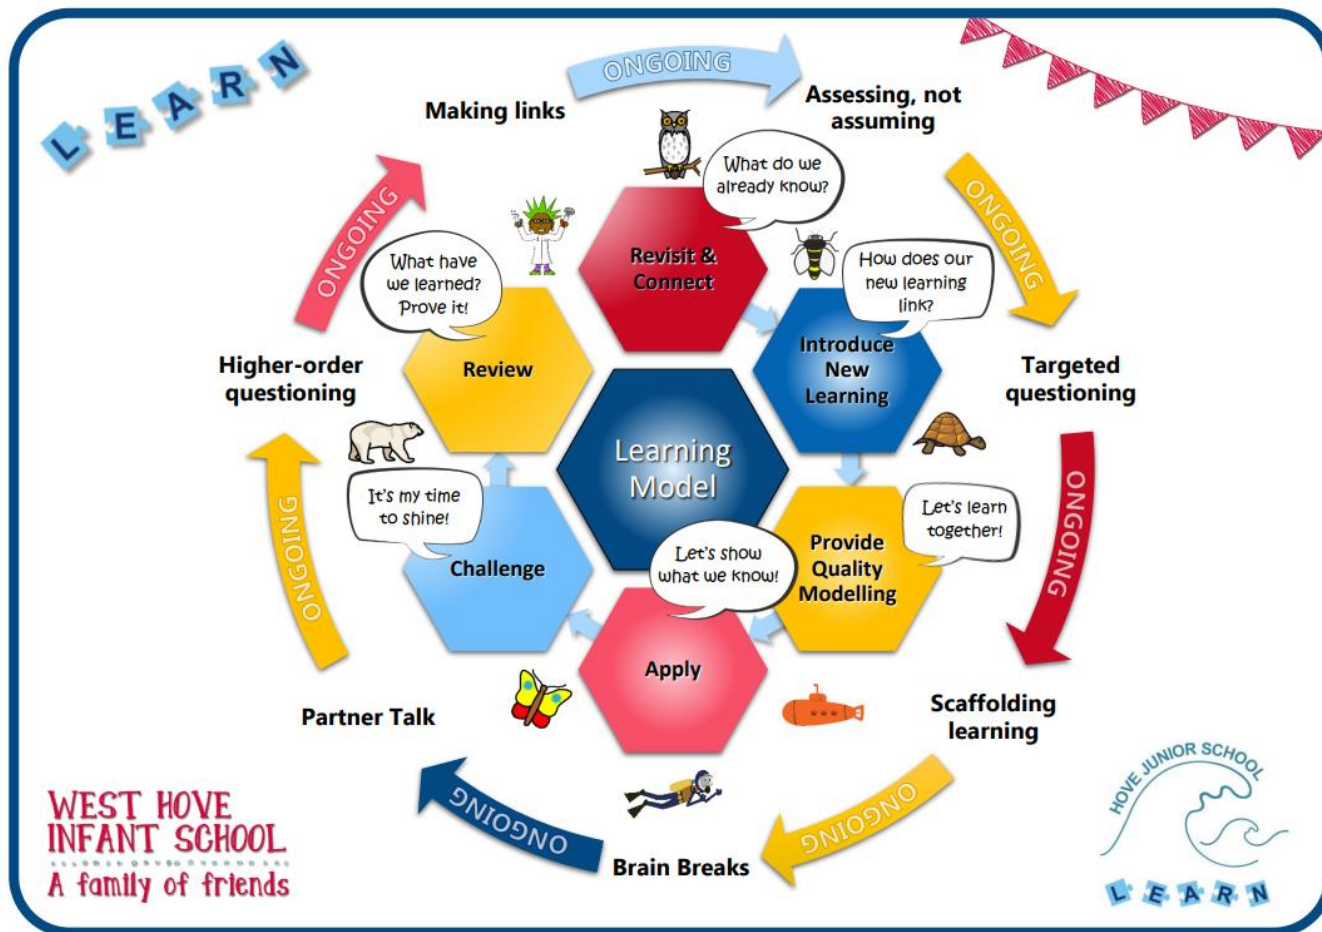 LEARN
ONGOING
Making links
Assessing, not
assuming
ONGOING
Targeted
questioning
ONGOING
Scaffolding
learning
ONGOING
Brain Breaks
ONGOING
Partner Talk
ONGOING
Higher-order
questioning
ONGOING
What do we
already know?
Revisit &
Connect
How does our
new learning
link?
Introduce
New
Learning
Let's learn
together!
Provide
Quality
Modelling
Let's show
what we know!
Apply
It's my time
to shine!
Challenge
What have
we learned?
Prove it!
Review
Learning
Model
WEST HOVE
INFANT SCHOOL
A family of friends
HOVE JUNIOR SCHOOL
LEARN